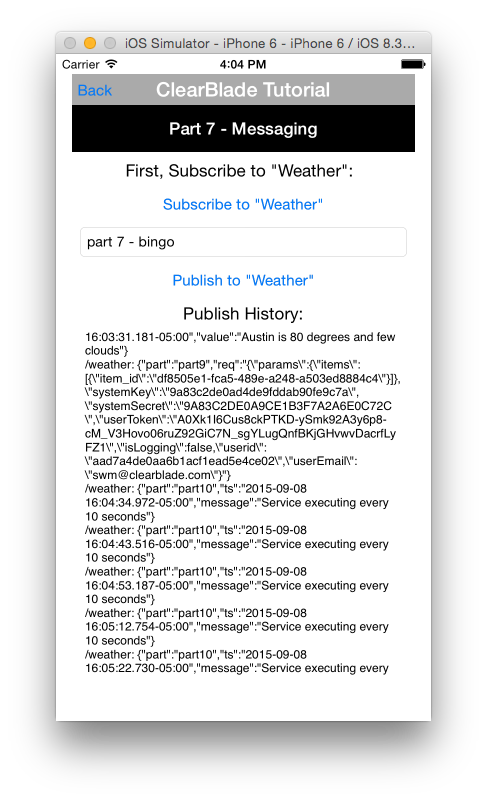 iOS Simulator - iPhone 6 - iPhone 6 / iOS 8.3…
Carrier 4:04 PM
Back ClearBlade Tutorial
Part 7 - Messaging
First, Subscribe to "Weather":
Subscribe to "Weather"
part 7 - bingo
Publish to "Weather"
Publish History:
16:03:31.181-05:00","value":"Austin is 80 degrees and few
clouds"}
/weather: {"part":"part9","req":"{\"params\":{\"items\":
[{\"item_id\":\"df8505e1-fca5-489e-a248-a503ed8884c4\"}]},
\"systemKey\":\"9a83c2de0ad4de9fddab90fe9c7a\",
\"systemSecret\":\"9A83C2DE0A9CE1B3F7A2A6E0C72C
\",\"userToken\":\"A0Xk1I6Cus8ckPTKD-ySmk92A3y6p8-
cM_V3Hovo06ruZ92GiC7N_sgYLugQnfBKjGHvwvDacrfLy
FZ1\",\"isLogging\":false,\"userid\":
\"aad7a4de0aa6b1acf1ead5e4ce02\",\"userEmail\":
\"swm@clearblade.com\"}"}
/weather: {"part":"part10","ts":"2015-09-08
16:04:34.972-05:00","message":"Service executing every
10 seconds"}
/weather: {"part":"part10","ts":"2015-09-08
16:04:43.516-05:00","message":"Service executing every
10 seconds"}
/weather: {"part":"part10","ts":"2015-09-08
16:04:53.187-05:00","message":"Service executing every
10 seconds"}
/weather: {"part":"part10","ts":"2015-09-08
16:05:12.754-05:00","message":"Service executing every
10 seconds"}
/weather: {"part":"part10","ts":"2015-09-08
16:05:22.730-05:00","message":"Service executing every